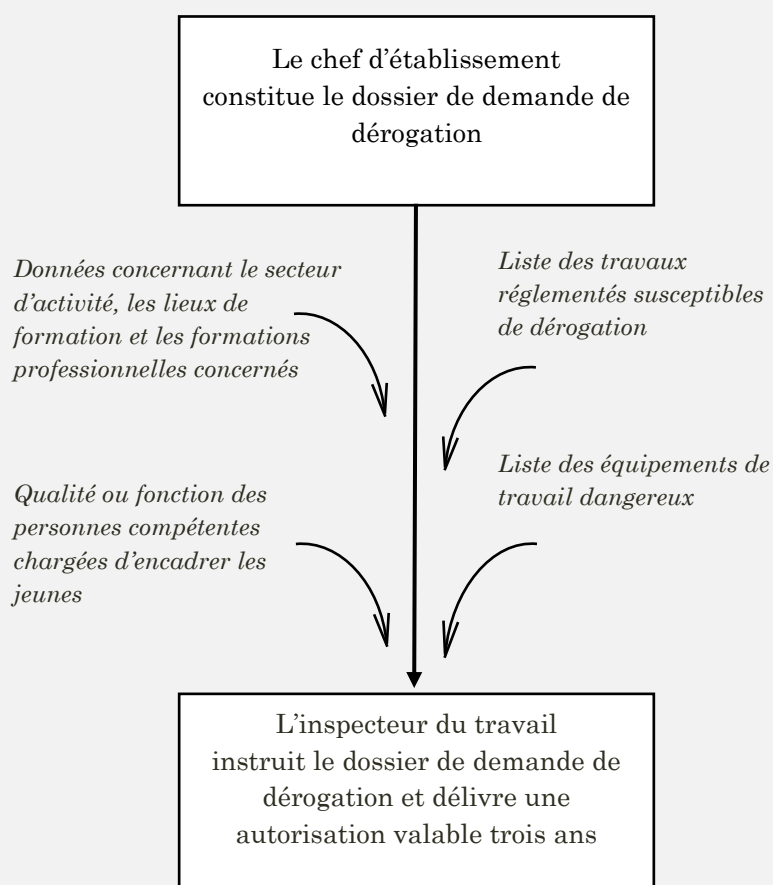 Le chef d'établissement
constitue le dossier de demande de
dérogation
Données concernant le secteur
d'activité, les lieux de
formation et les formations
professionnelles concernés
Liste des travaux
réglementés susceptibles
de dérogation
Qualité ou fonction des
personnes compétentes
chargées d'encadrer les
jeunes
Liste des équipements de
travail dangereux
L'inspecteur du travail
instruit le dossier de demande de
dérogation et délivre une
autorisation valable trois ans